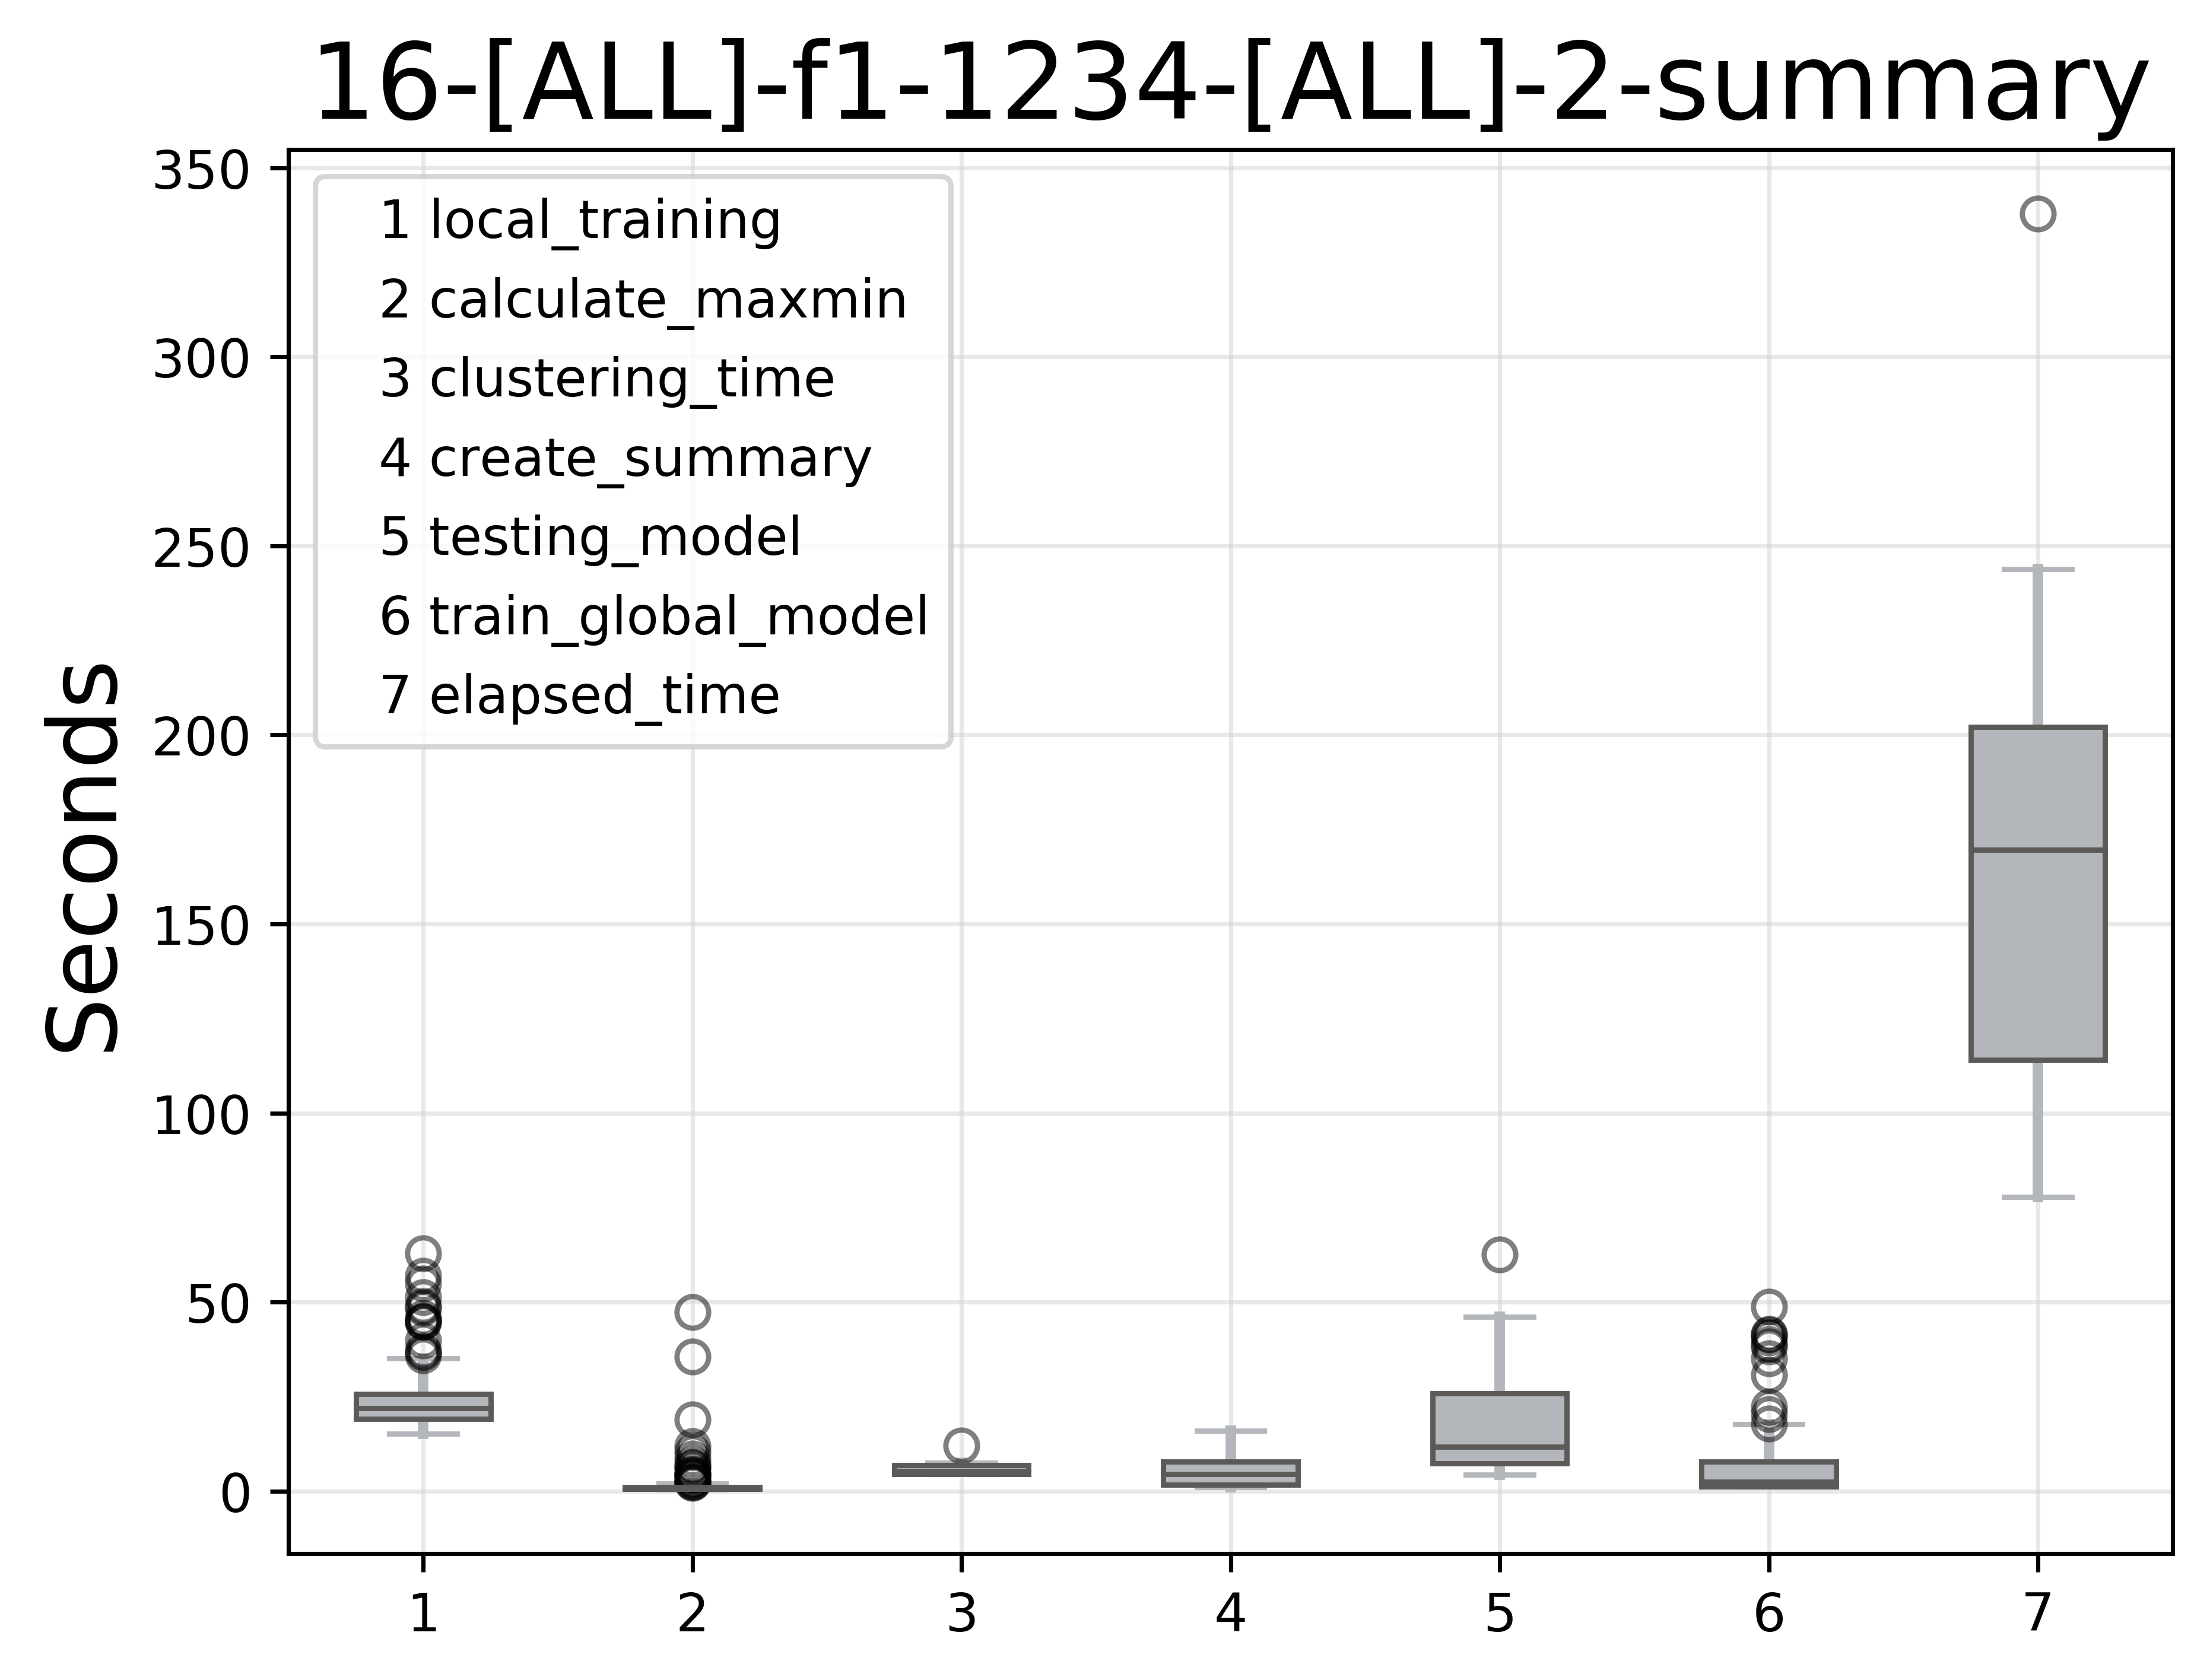 16-[ALL]-f1-1234-[ALL]-2-summary
350
300
250
200
150
100
50
0
Seconds
1 local_training
2 calculate_maxmin
3 clustering_time
4 create_summary
5 testing_model
6 train_global_model
7 elapsed_time
1 2 3 4 5 6 7